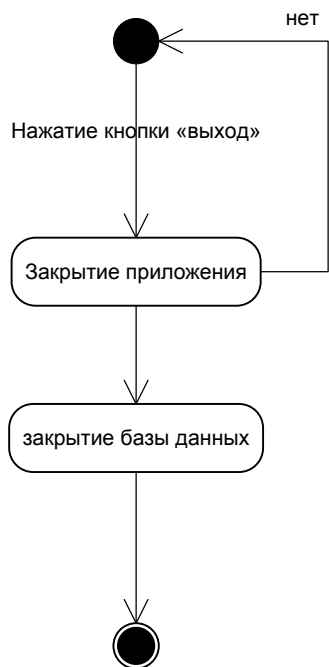 нет
Нажатие кнопки «выход»
Закрытие приложения
закрытие базы данных